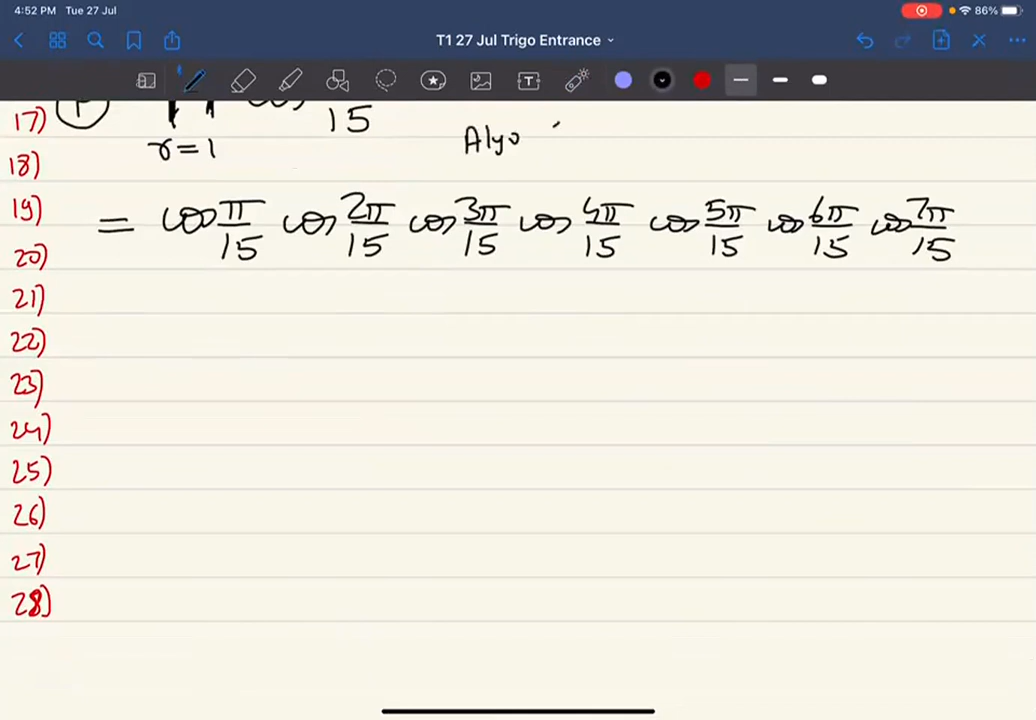 4:52 PM Tue 27 Jul 86%
T1 27 Jul Trigo Entrance
T
17) P cos 15
r=1 Algo
18)
19) = cos π/15 cos 2π/15 cos 3π/15 cos 4π/15 cos 5π/15 cos 6π/15 cos 7π/15
20)
21)
22)
23)
24)
25)
26)
27)
28)